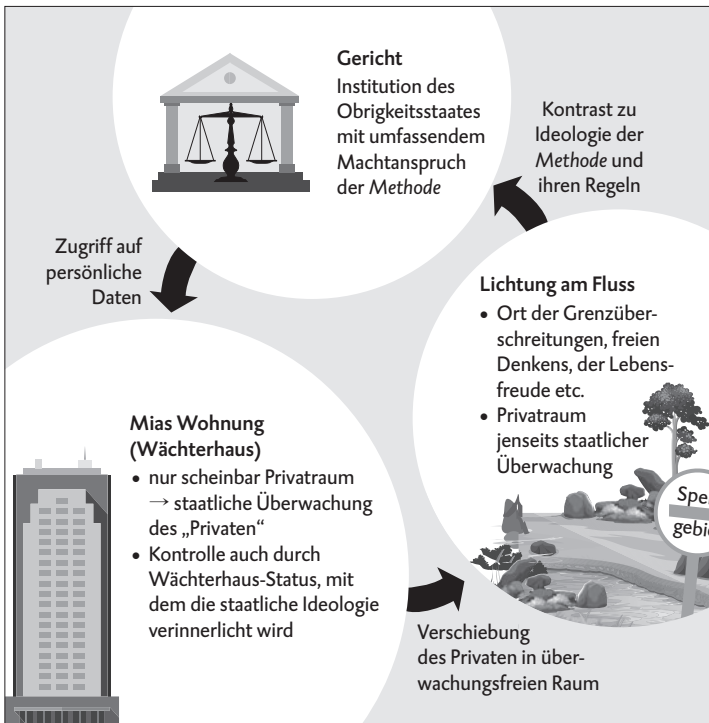 Gericht
Institution des
Obrigkeitsstaates
mit umfassendem
Machtanspruch
der Methode
Kontrast zu
Ideologie der
Methode und
ihren Regeln
Zugriff auf
persönliche
Daten
Lichtung am Fluss
• Ort der Grenzüber-
schreitungen, freien
Denkens, der Lebens-
freude etc.
• Privatraum
jenseits staatlicher
Überwachung
Mias Wohnung
(Wächterhaus)
• nur scheinbar Privatraum
→ staatliche Überwachung
des „Privaten“
• Kontrolle auch durch
Wächterhaus-Status, mit
dem die staatliche Ideologie
verinnerlicht wird
Verschiebung
des Privaten in über-
wachungsfreien Raum